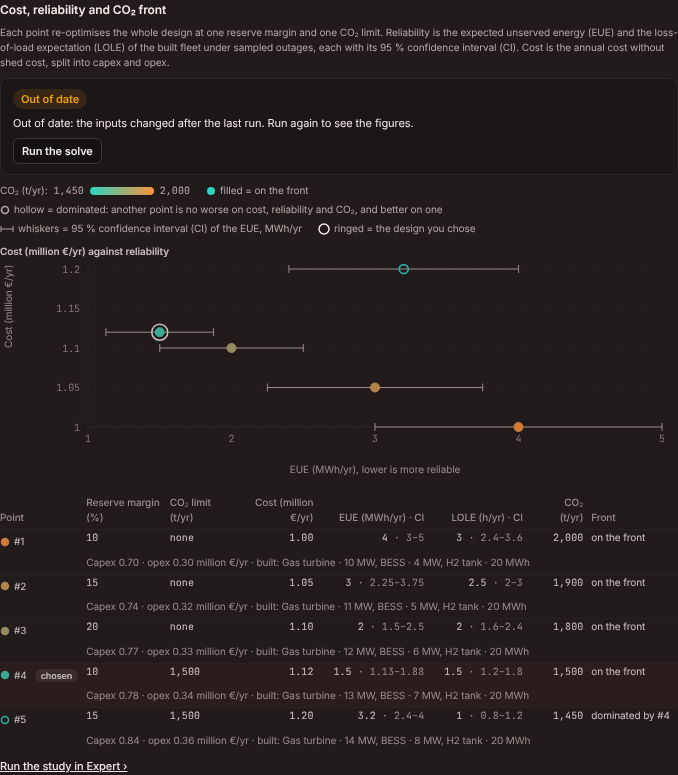 Cost, reliability and CO₂ front
Each point re-optimises the whole design at one reserve margin and one CO₂ limit. Reliability is the expected unserved energy (EUE) and the loss-
of-load expectation (LOLE) of the built fleet under sampled outages, each with its 95 % confidence interval (CI). Cost is the annual cost without
shed cost, split into capex and opex.
Out of date
Out of date: the inputs changed after the last run. Run again to see the figures.
Run the solve
CO₂ (t/yr): 1,450 2,000 filled = on the front
hollow = dominated: another point is no worse on cost, reliability and CO₂, and better on one
whiskers = 95 % confidence interval (CI) of the EUE, MWh/yr ringed = the design you chose
Cost (million €/yr) against reliability
Cost (million €/yr)
1.2
1.15
1.1
1.05
1
1 2 3 4 5
EUE (MWh/yr), lower is more reliable
Reserve margin CO₂ limit Cost (million CO₂
Point (%) (t/yr) €/yr) EUE (MWh/yr) · CI LOLE (h/yr) · CI (t/yr) Front
#1 10 none 1.00 4 · 3–5 3 · 2.4–3.6 2,000 on the front
Capex 0.70 · opex 0.30 million €/yr · built: Gas turbine · 10 MW, BESS · 4 MW, H2 tank · 20 MWh
#2 15 none 1.05 3 · 2.25–3.75 2.5 · 2–3 1,900 on the front
Capex 0.74 · opex 0.32 million €/yr · built: Gas turbine · 11 MW, BESS · 5 MW, H2 tank · 20 MWh
#3 20 none 1.10 2 · 1.5–2.5 2 · 1.6–2.4 1,800 on the front
Capex 0.77 · opex 0.33 million €/yr · built: Gas turbine · 12 MW, BESS · 6 MW, H2 tank · 20 MWh
#4 chosen 10 1,500 1.12 1.5 · 1.13–1.88 1.5 · 1.2–1.8 1,500 on the front
Capex 0.78 · opex 0.34 million €/yr · built: Gas turbine · 13 MW, BESS · 7 MW, H2 tank · 20 MWh
#5 15 1,500 1.20 3.2 · 2.4–4 1 · 0.8–1.2 1,450 dominated by #4
Capex 0.84 · opex 0.36 million €/yr · built: Gas turbine · 14 MW, BESS · 8 MW, H2 tank · 20 MWh
Run the study in Expert ›